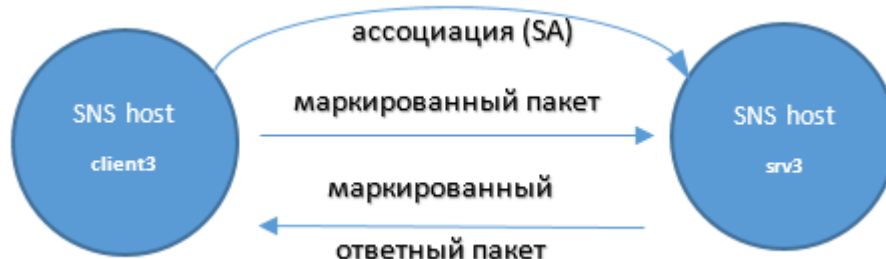 ассоциация (SA)
SNS host
client3
маркированный пакет
SNS host
srv3
маркированный
ответный пакет